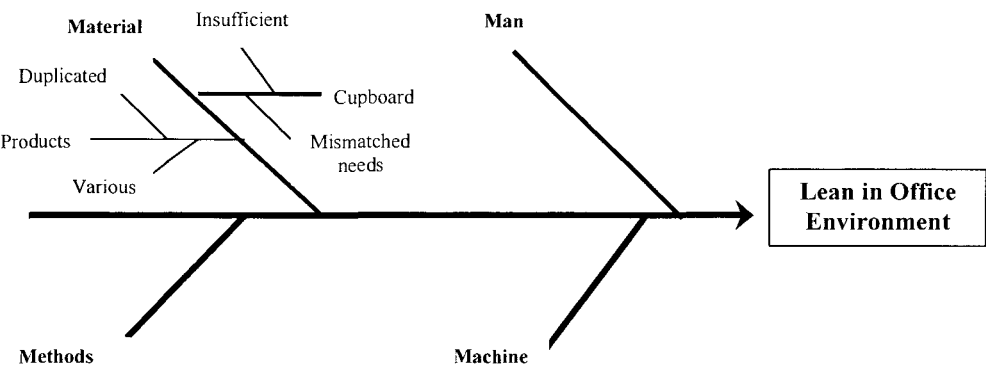 Insufficient
Material
Man
Duplicated
Cupboard
Products
Mismatched
needs
Various
Lean in Office
Environment
Methods
Machine